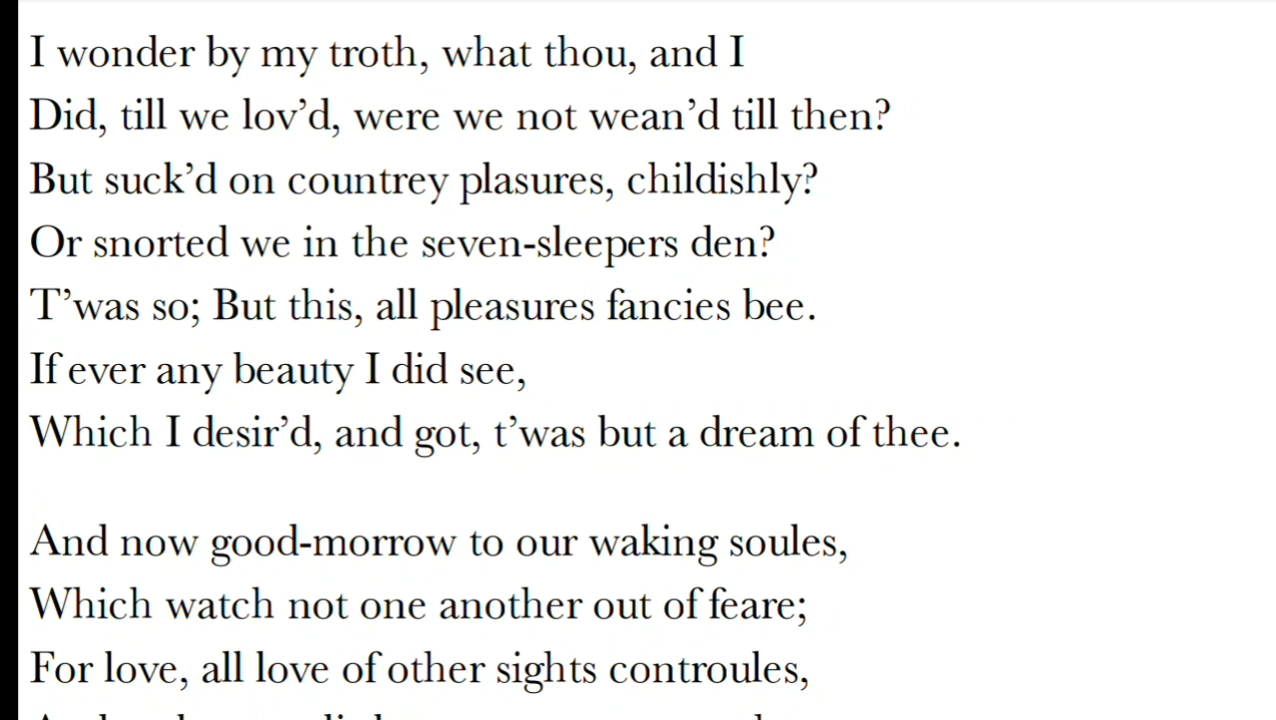 I wonder by my troth, what thou, and I
Did, till we lov’d, were we not wean’d till then?
But suck’d on countrey plasures, childishly?
Or snorted we in the seven-sleepers den?
T’was so; But this, all pleasures fancies bee.
If ever any beauty I did see,
Which I desir’d, and got, t’was but a dream of thee.
And now good-morrow to our waking soules,
Which watch not one another out of feare;
For love, all love of other sights controules,